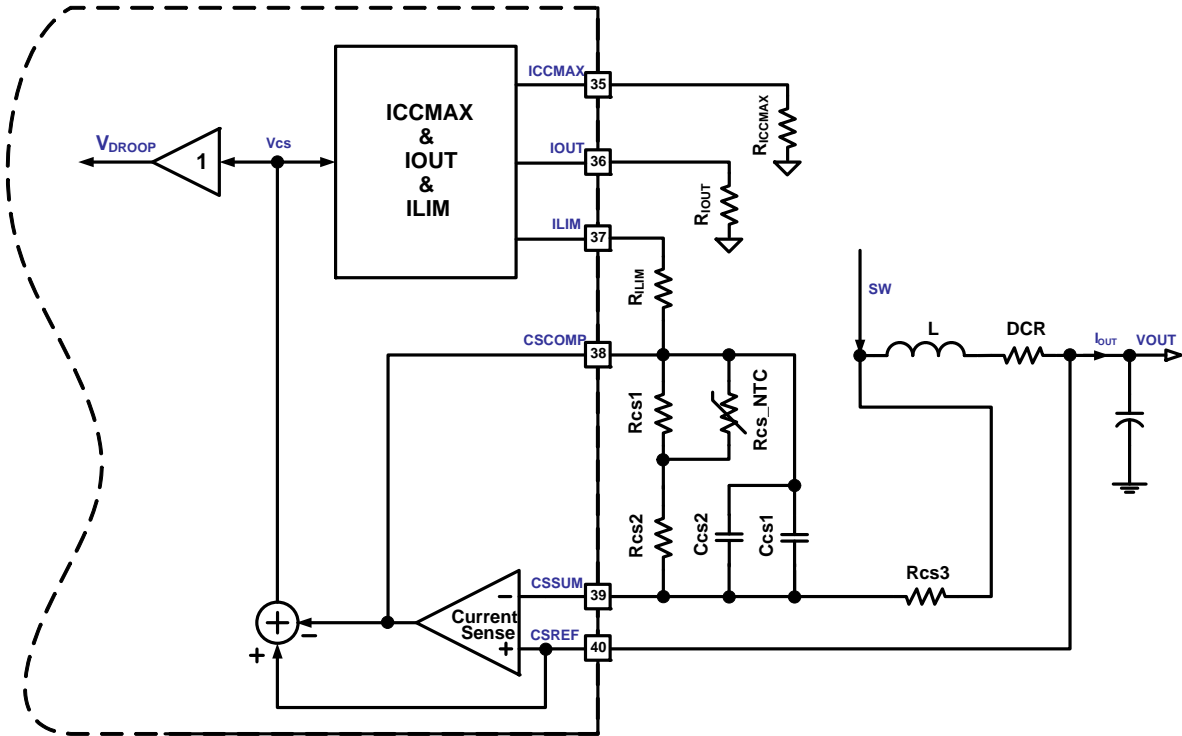 ICCMAX
35
ICCMAX
&
IOUT
&
ILIM
RICCMAX
VDROOP
1
Vcs
IOUT
36
RIOUT
ILIM
37
RILIM
SW
CSCOMP
38
L
DCR
IOUT
VOUT
Rcs1
Rcs_NTC
Rcs2
Ccs2
Ccs1
Rcs3
CSSUM
39
Current
Sense
−
+
CSREF
40
+
−
+